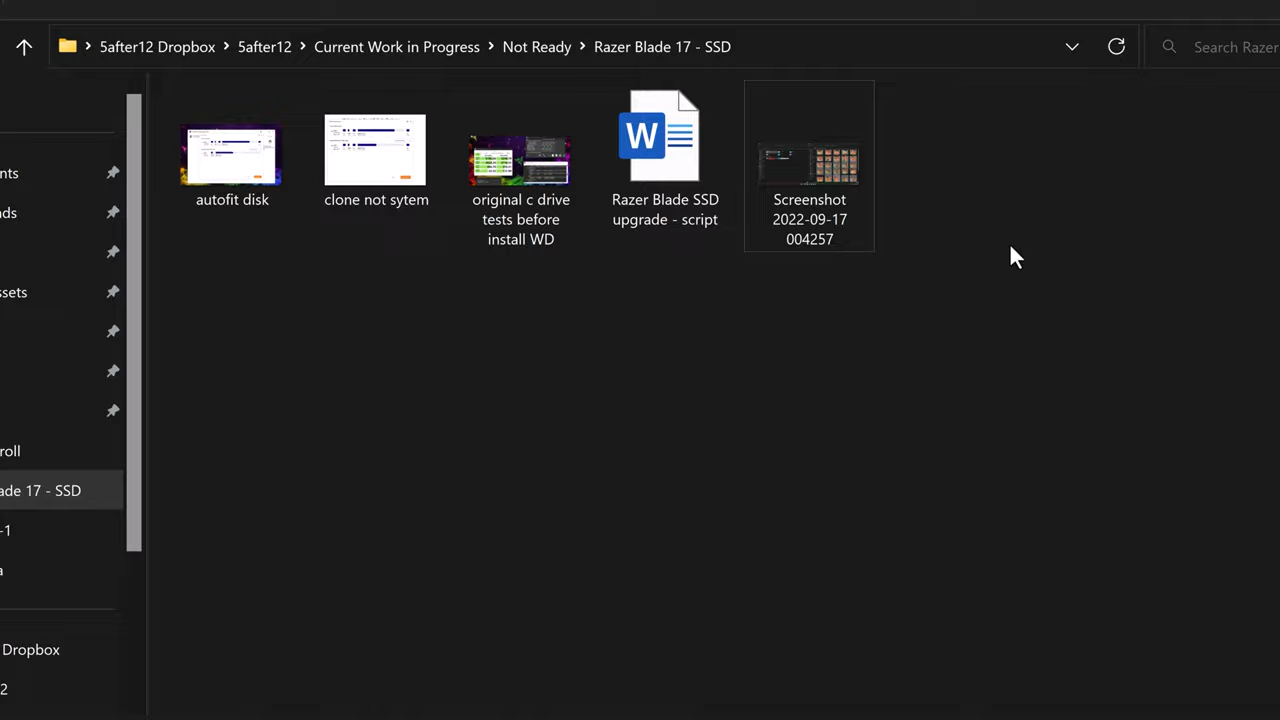 5after12 Dropbox
5after12
Current Work in Progress
Not Ready
Razer Blade 17 - SSD
Search Razer
autofit disk
clone not sytem
original c drive
tests before
install WD
W
Razer Blade SSD
upgrade - script
Screenshot
2022-09-17
004257
nts
ds
ssets
roll
ade 17 - SSD
-1
a
Dropbox
2